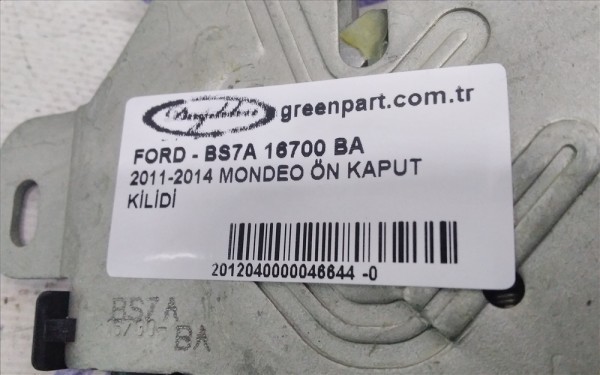 greenpart.com.tr
FORD - BS7A 16700 BA
2011-2014 MONDEO ÖN KAPUT
KİLİDİ
2012040000046644 -0
BS7A
BA